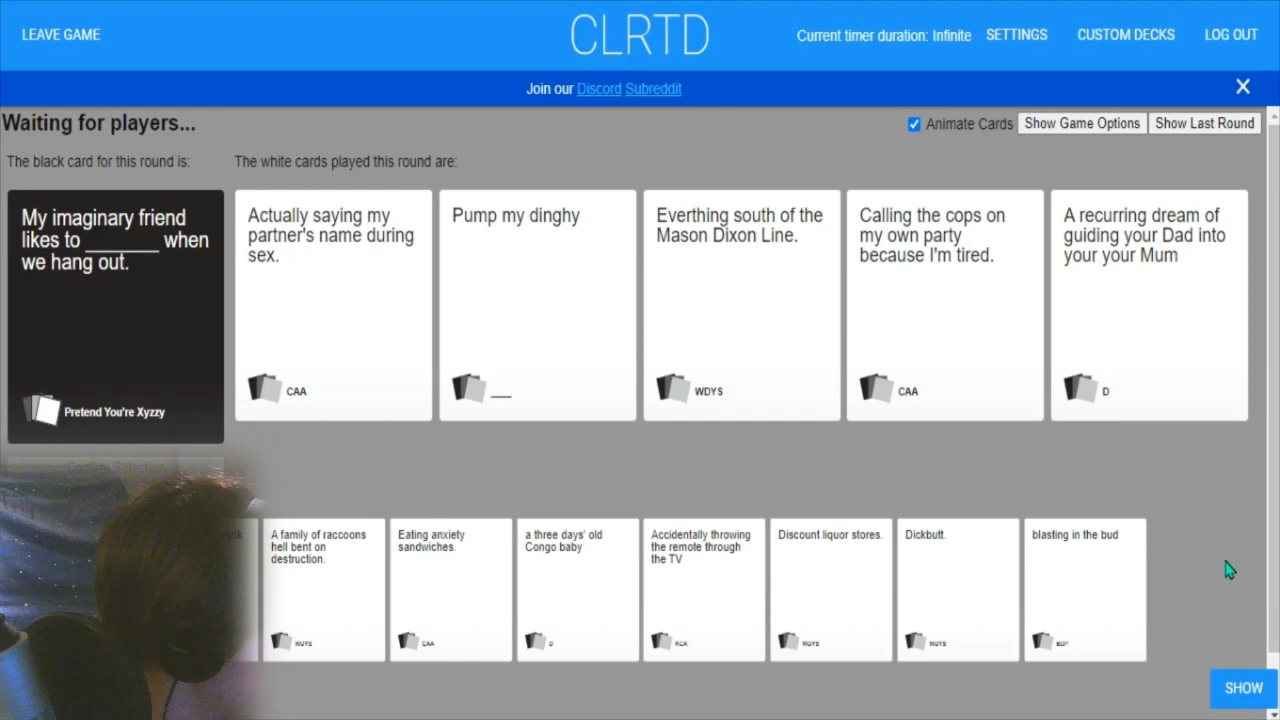 LEAVE GAME
CLRTD
Current timer duration: Infinite
SETTINGS
CUSTOM DECKS
LOG OUT
Join our Discord Subreddit
X
Waiting for players...
Animate Cards
Show Game Options
Show Last Round
The black card for this round is:
The white cards played this round are:
My imaginary friend
likes to _______ when
we hang out.
Pretend You're Xyzzy
Actually saying my
partner's name during
sex.
CAA
Pump my dinghy
___
Everthing south of the
Mason Dixon Line.
WDYS
Calling the cops on
my own party
because I'm tired.
CAA
A recurring dream of
guiding your Dad into
your your Mum
D
Confirm Selection
A family of raccoons
hell bent on
destruction.
Eating anxiety
sandwiches.
CAA
a three days' old
Congo baby
D
Accidentally throwing
the remote through
the TV
Discount liquor stores.
Dickbutt.
blasting in the bud
SHOW